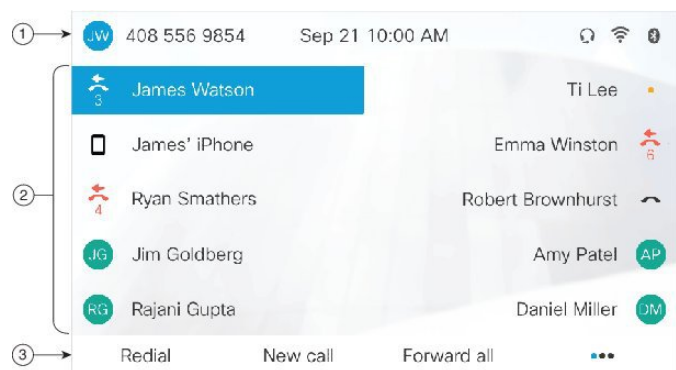 1 JW 408 556 9854 Sep 21 10:00 AM
2
3 James Watson Ti Lee
James' iPhone Emma Winston 6
4 Ryan Smathers Robert Brownhurst
JG Jim Goldberg Amy Patel AP
RG Rajani Gupta Daniel Miller DM
3 Redial New call Forward all